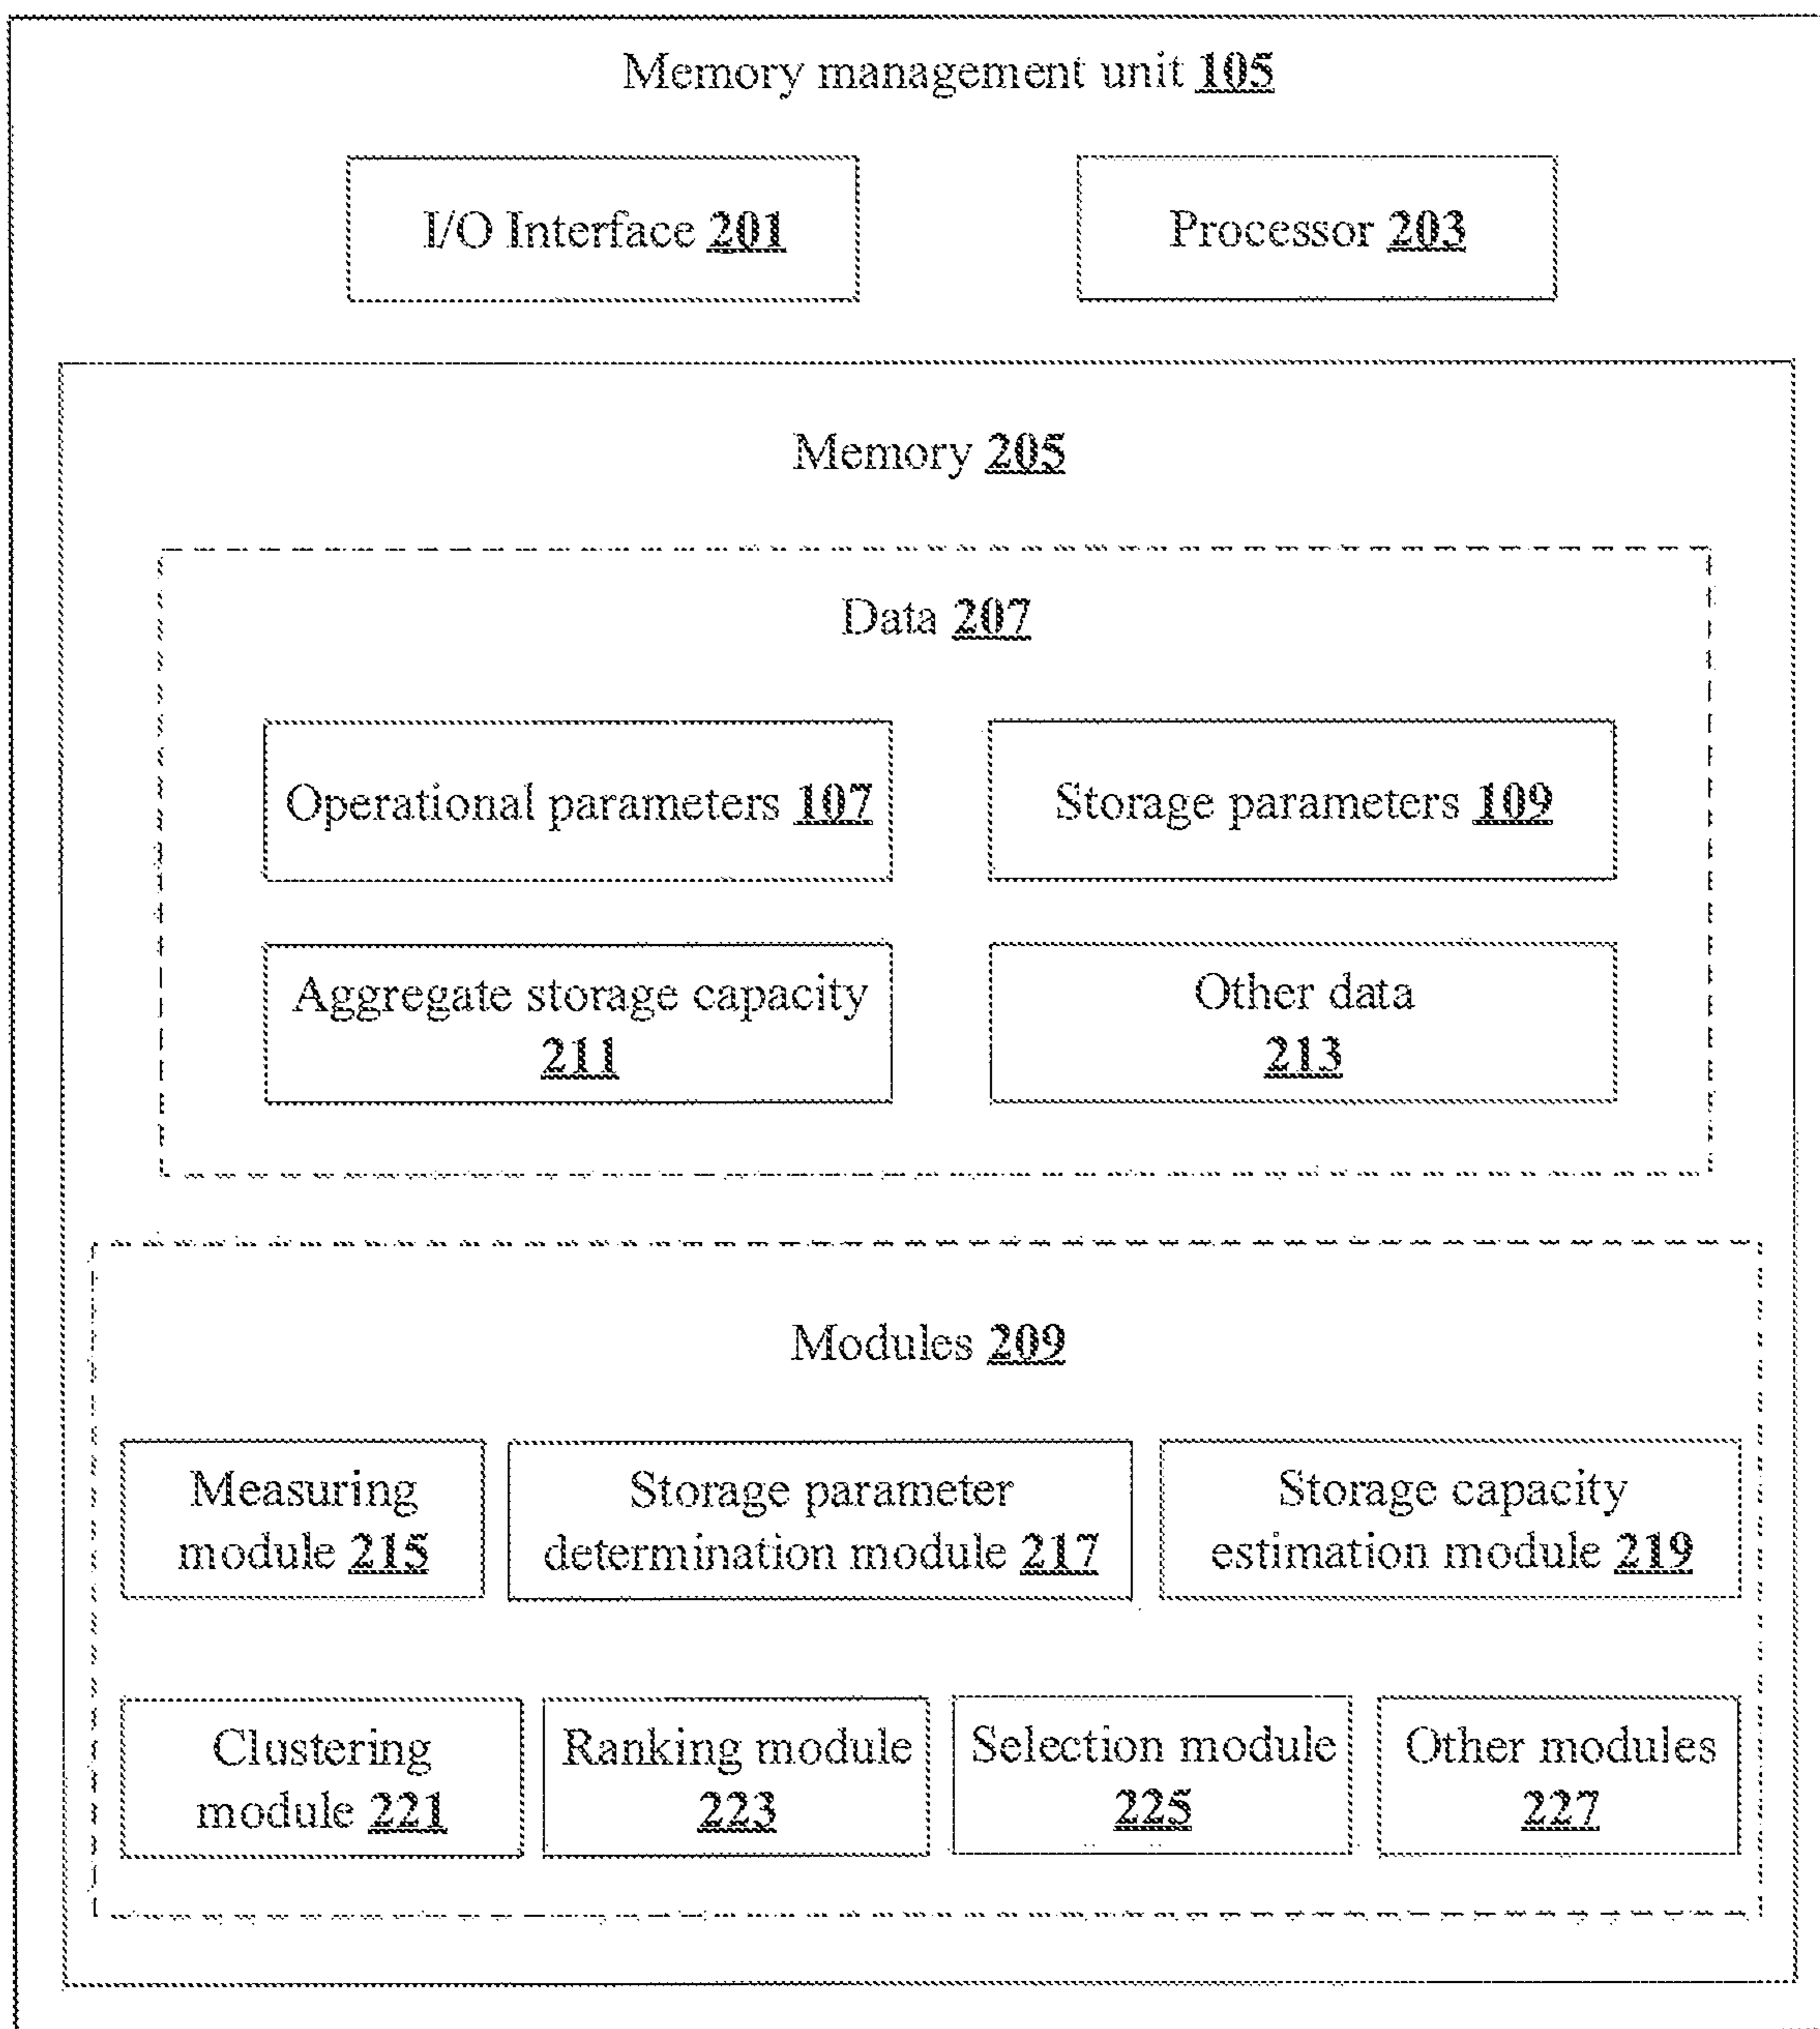 Memory management unit 105
I/O Interface 201
Processor 203
Memory 205
Data 207
Operational parameters 107
Storage parameters 109
Aggregate storage capacity
211
Other data
213
Modules 209
Measuring
module 215
Storage parameter
determination module 217
Storage capacity
estimation module 219
Clustering
module 221
Ranking module
223
Selection module
225
Other modules
227